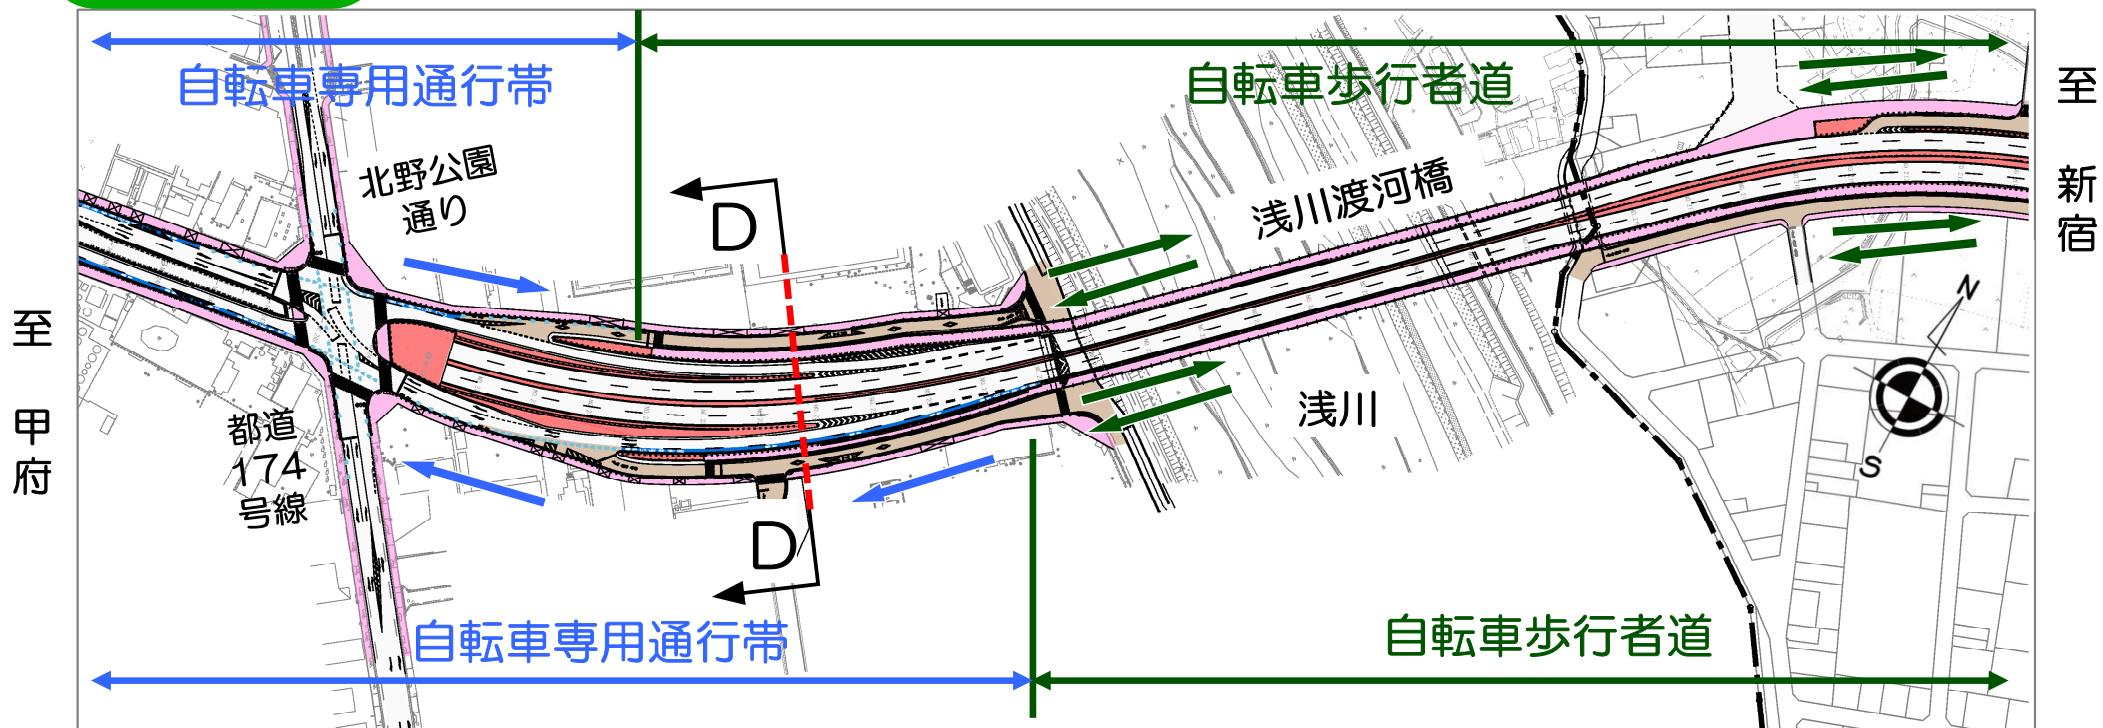 自転車専用通行帯
自転車歩行者道
至 新宿
北野公園
通り
D
浅川渡河橋
N
至 甲府
都道
174
号線
浅川
S
D
自転車専用通行帯
自転車歩行者道